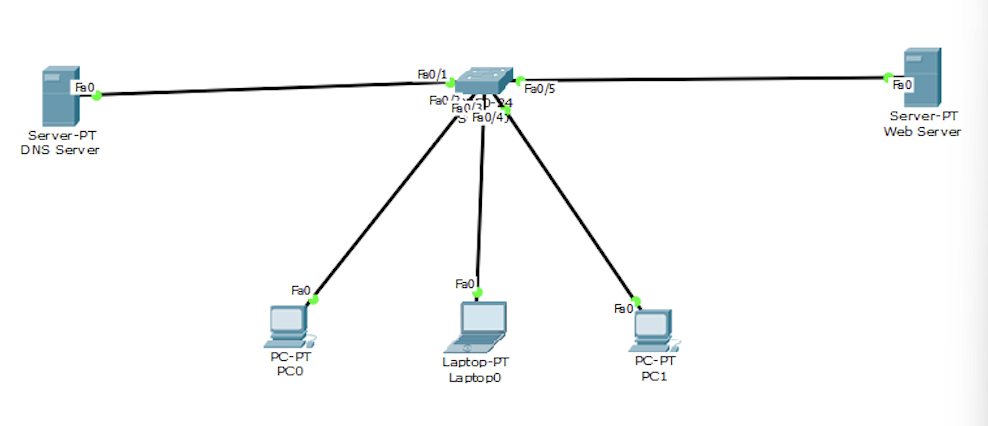 Fa0/1
Fa0
Fa0/5
Fa0
Fa0/3
Fa0/4
Server-PT
DNS Server
Server-PT
Web Server
Fa0
Fa0
Fa0
PC-PT
PC0
Laptop-PT
Laptop0
PC-PT
PC1